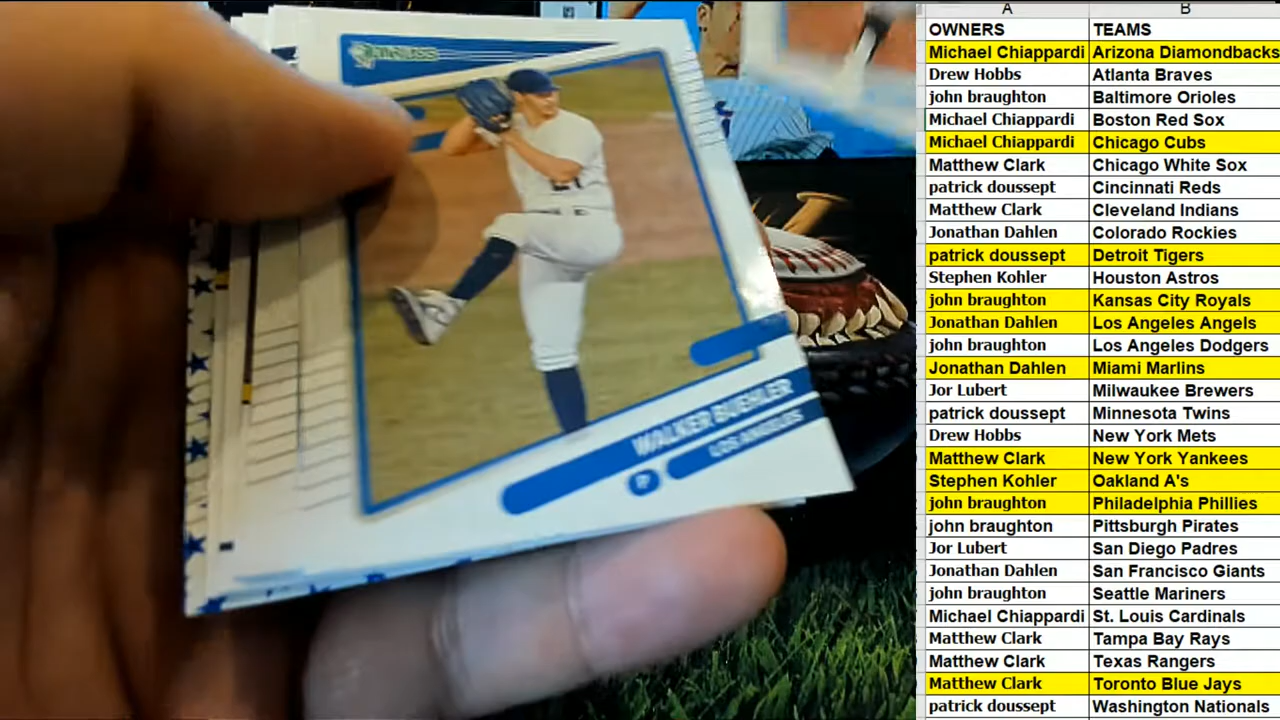 A B
OWNERS TEAMS
Michael Chiappardi Arizona Diamondbacks
Drew Hobbs Atlanta Braves
john braughton Baltimore Orioles
Michael Chiappardi Boston Red Sox
Michael Chiappardi Chicago Cubs
Matthew Clark Chicago White Sox
patrick doussept Cincinnati Reds
Matthew Clark Cleveland Indians
Jonathan Dahlen Colorado Rockies
patrick doussept Detroit Tigers
Stephen Kohler Houston Astros
john braughton Kansas City Royals
Jonathan Dahlen Los Angeles Angels
john braughton Los Angeles Dodgers
Jonathan Dahlen Miami Marlins
Jor Lubert Milwaukee Brewers
patrick doussept Minnesota Twins
Drew Hobbs New York Mets
Matthew Clark New York Yankees
Stephen Kohler Oakland A's
john braughton Philadelphia Phillies
john braughton Pittsburgh Pirates
Jor Lubert San Diego Padres
Jonathan Dahlen San Francisco Giants
john braughton Seattle Mariners
Michael Chiappardi St. Louis Cardinals
Matthew Clark Tampa Bay Rays
Matthew Clark Texas Rangers
Matthew Clark Toronto Blue Jays
patrick doussept Washington Nationals
Donruss
21
WALKER BUEHLER
P LOS ANGELES